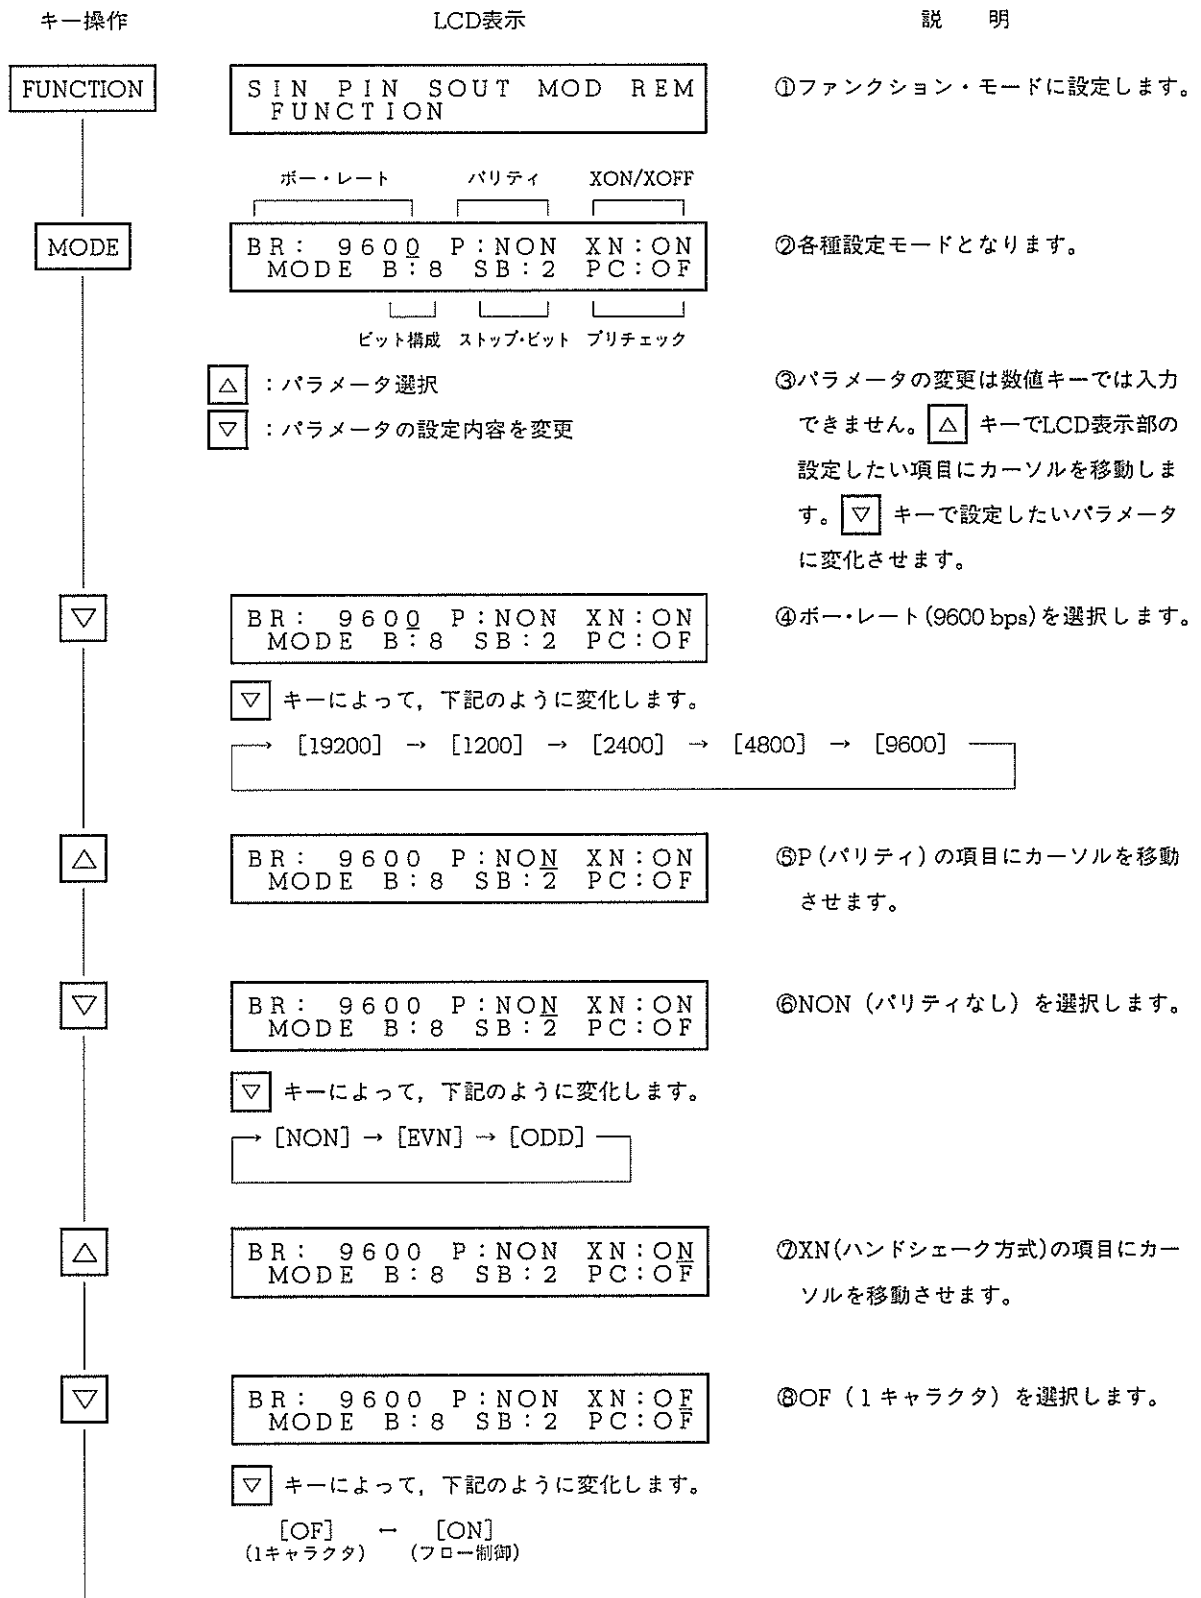 キー操作
LCD表示
説 明
FUNCTION
SIN PIN SOUT MOD REM
FUNCTION
①ファンクション・モードに設定します。
ボー・レート パリティ XON/XOFF
MODE
BR: 9600 P:NON XN:ON
MODE B:8 SB:2 PC:OF
②各種設定モードとなります。
ビット構成 ストップ・ビット プリチェック
△ :パラメータ選択
▽ :パラメータの設定内容を変更
③パラメータの変更は数値キーでは入力
できません。△ キーでLCD表示部の
設定したい項目にカーソルを移動しま
す。▽ キーで設定したいパラメータ
に変化させます。
▽
BR: 9600 P:NON XN:ON
MODE B:8 SB:2 PC:OF
④ボー・レート(9600 bps)を選択します。
▽ キーによって,下記のように変化します。
→ [19200] → [1200] → [2400] → [4800] → [9600]
△
BR: 9600 P:NON XN:ON
MODE B:8 SB:2 PC:OF
⑤P(パリティ)の項目にカーソルを移動
させます。
▽
BR: 9600 P:NON XN:ON
MODE B:8 SB:2 PC:OF
⑥NON(パリティなし)を選択します。
▽ キーによって,下記のように変化します。
→ [NON] → [EVN] → [ODD]
△
BR: 9600 P:NON XN:ON
MODE B:8 SB:2 PC:OF
⑦XN(ハンドシェーク方式)の項目にカー
ソルを移動させます。
▽
BR: 9600 P:NON XN:OF
MODE B:8 SB:2 PC:OF
⑧OF(1キャラクタ)を選択します。
▽ キーによって,下記のように変化します。
[OF] ↔ [ON]
(1キャラクタ) (フロー制御)